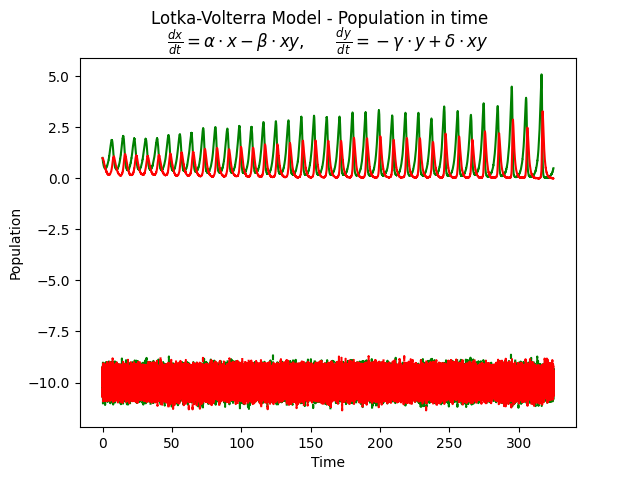 Lotka-Volterra Model - Population in time
dx/dt = α · x − β · xy,    dy/dt = −γ · y + δ · xy
5.0
2.5
0.0
−2.5
−5.0
−7.5
−10.0
Population
0 50 100 150 200 250 300
Time